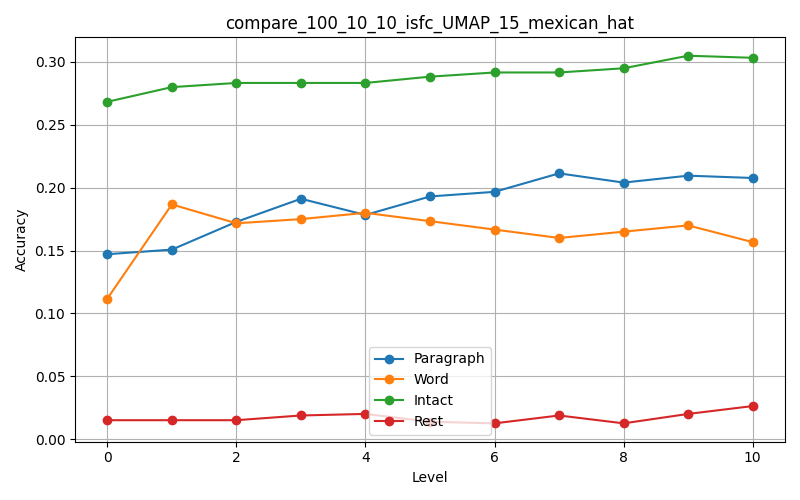 compare_100_10_10_isfc_UMAP_15_mexican_hat
0.30
0.25
0.20
0.15
0.10
0.05
0.00
Accuracy
Paragraph
Word
Intact
Rest
0 2 4 6 8 10
Level